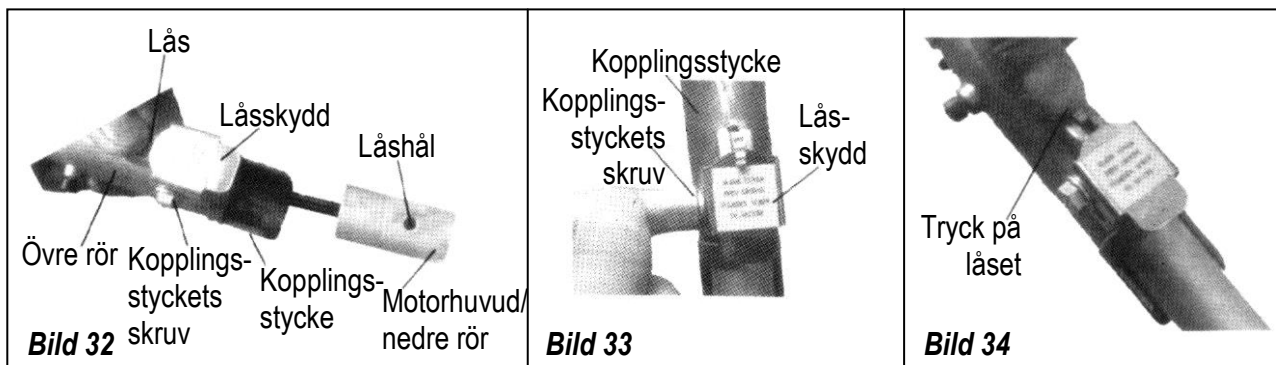 Lås
Låsskydd
Låshål
Övre rör
Kopplings-
styckets
skruv
Kopplings-
stycke
Motorhuvud/
nedre rör
Bild 32
Kopplingsstycke
Kopplings-
styckets
skruv
Lås-
skydd
Bild 33
Tryck på
låset
Bild 34